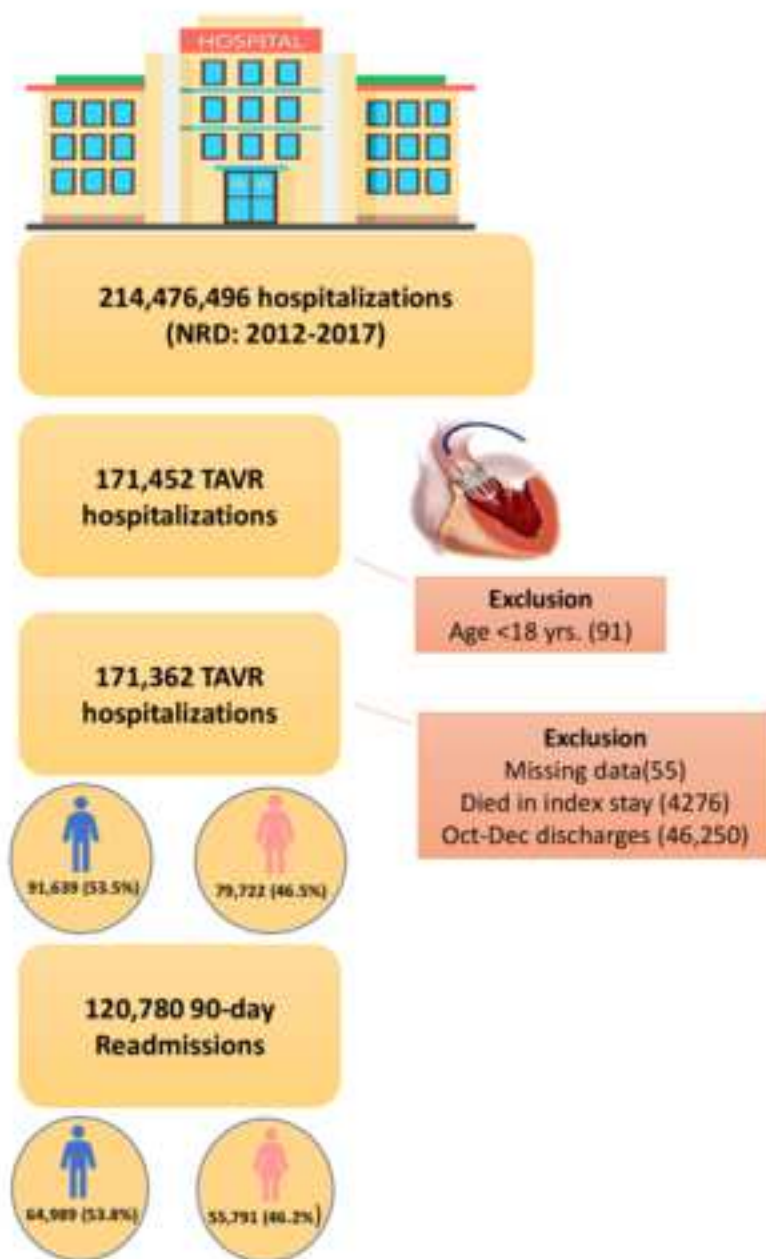 HOSPITAL
214,476,496 hospitalizations
(NRD: 2012-2017)
171,452 TAVR
hospitalizations
Exclusion
Age <18 yrs. (91)
171,362 TAVR
hospitalizations
Exclusion
Missing data(55)
Died in index stay (4276)
Oct-Dec discharges (46,250)
91,639 (53.5%)
79,722 (46.5%)
120,780 90-day
Readmissions
64,989 (53.8%)
55,791 (46.2%)